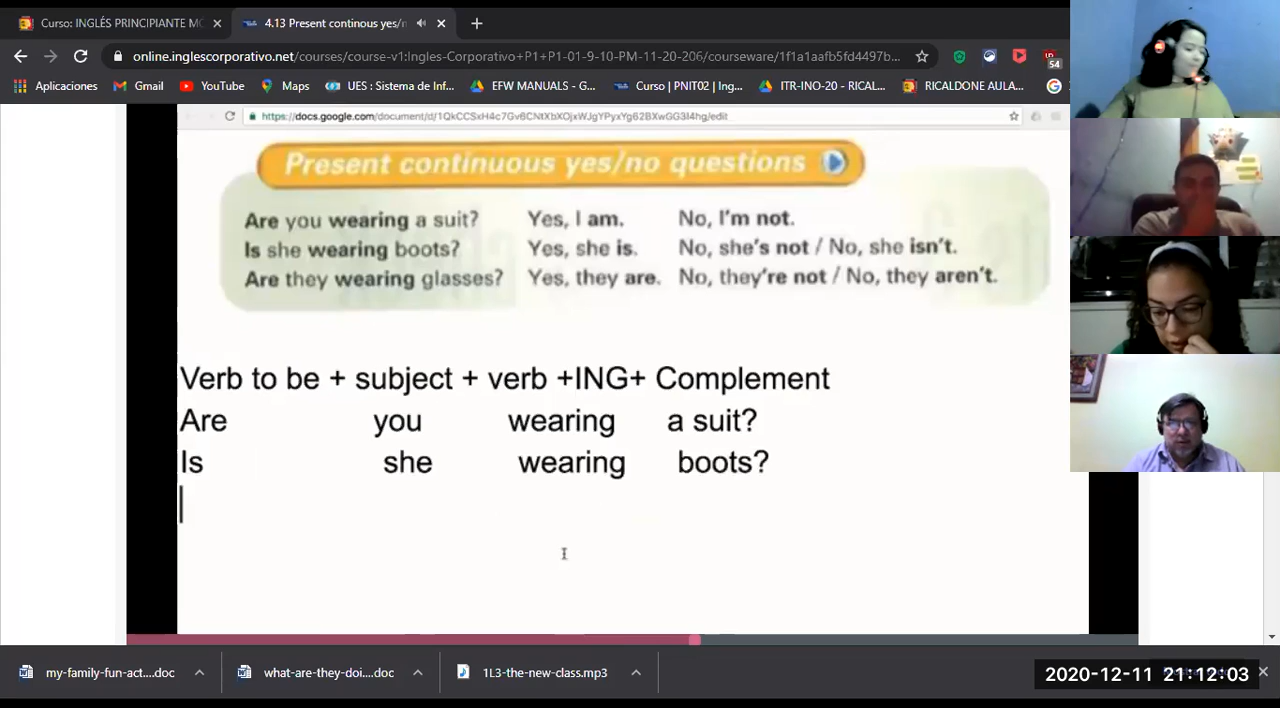 Curso: INGLÉS PRINCIPIANTE MC
4.13 Present continous yes/n
online.inglescorporativo.net/courses/course-v1:Ingles-Corporativo+P1+P1-01-9-10-PM-11-20-206/courseware/1f1a1aafb5fd4497b...
54
Aplicaciones
Gmail
YouTube
Maps
UES : Sistema de Inf...
EFW MANUALS - G...
Curso | PNIT02 | Ing...
ITR-INO-20 - RICAL...
RICALDONE AULA...
Present continuous yes/no questions
Are you wearing a suit? Yes, I am. No, I'm not.
Is she wearing boots? Yes, she is. No, she's not / No, she isn't.
Are they wearing glasses? Yes, they are. No, they're not / No, they aren't.
Verb to be + subject + verb +ING+ Complement
Are you wearing a suit?
Is she wearing boots?
my-family-fun-act....doc
what-are-they-doi....doc
1L3-the-new-class.mp3
2020-12-11 21:12:03